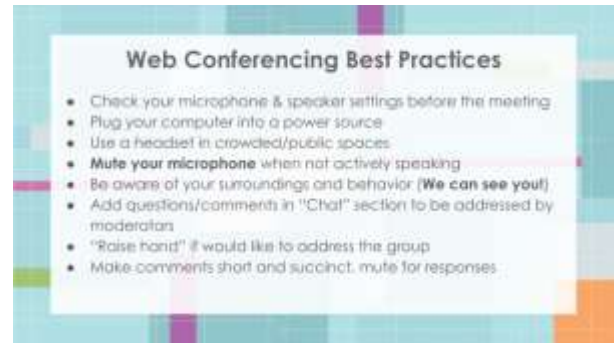 Web Conferencing Best Practices
• Check your microphone & speaker settings before the meeting
• Plug your computer into a power source
• Use a headset in crowded/public spaces
• Mute your microphone when not actively speaking
• Be aware of your surroundings and behavior (We can see you!)
• Add questions/comments in "Chat" section to be addressed by
moderators
• "Raise hand" if would like to address the group
• Make comments short and succinct, mute for responses